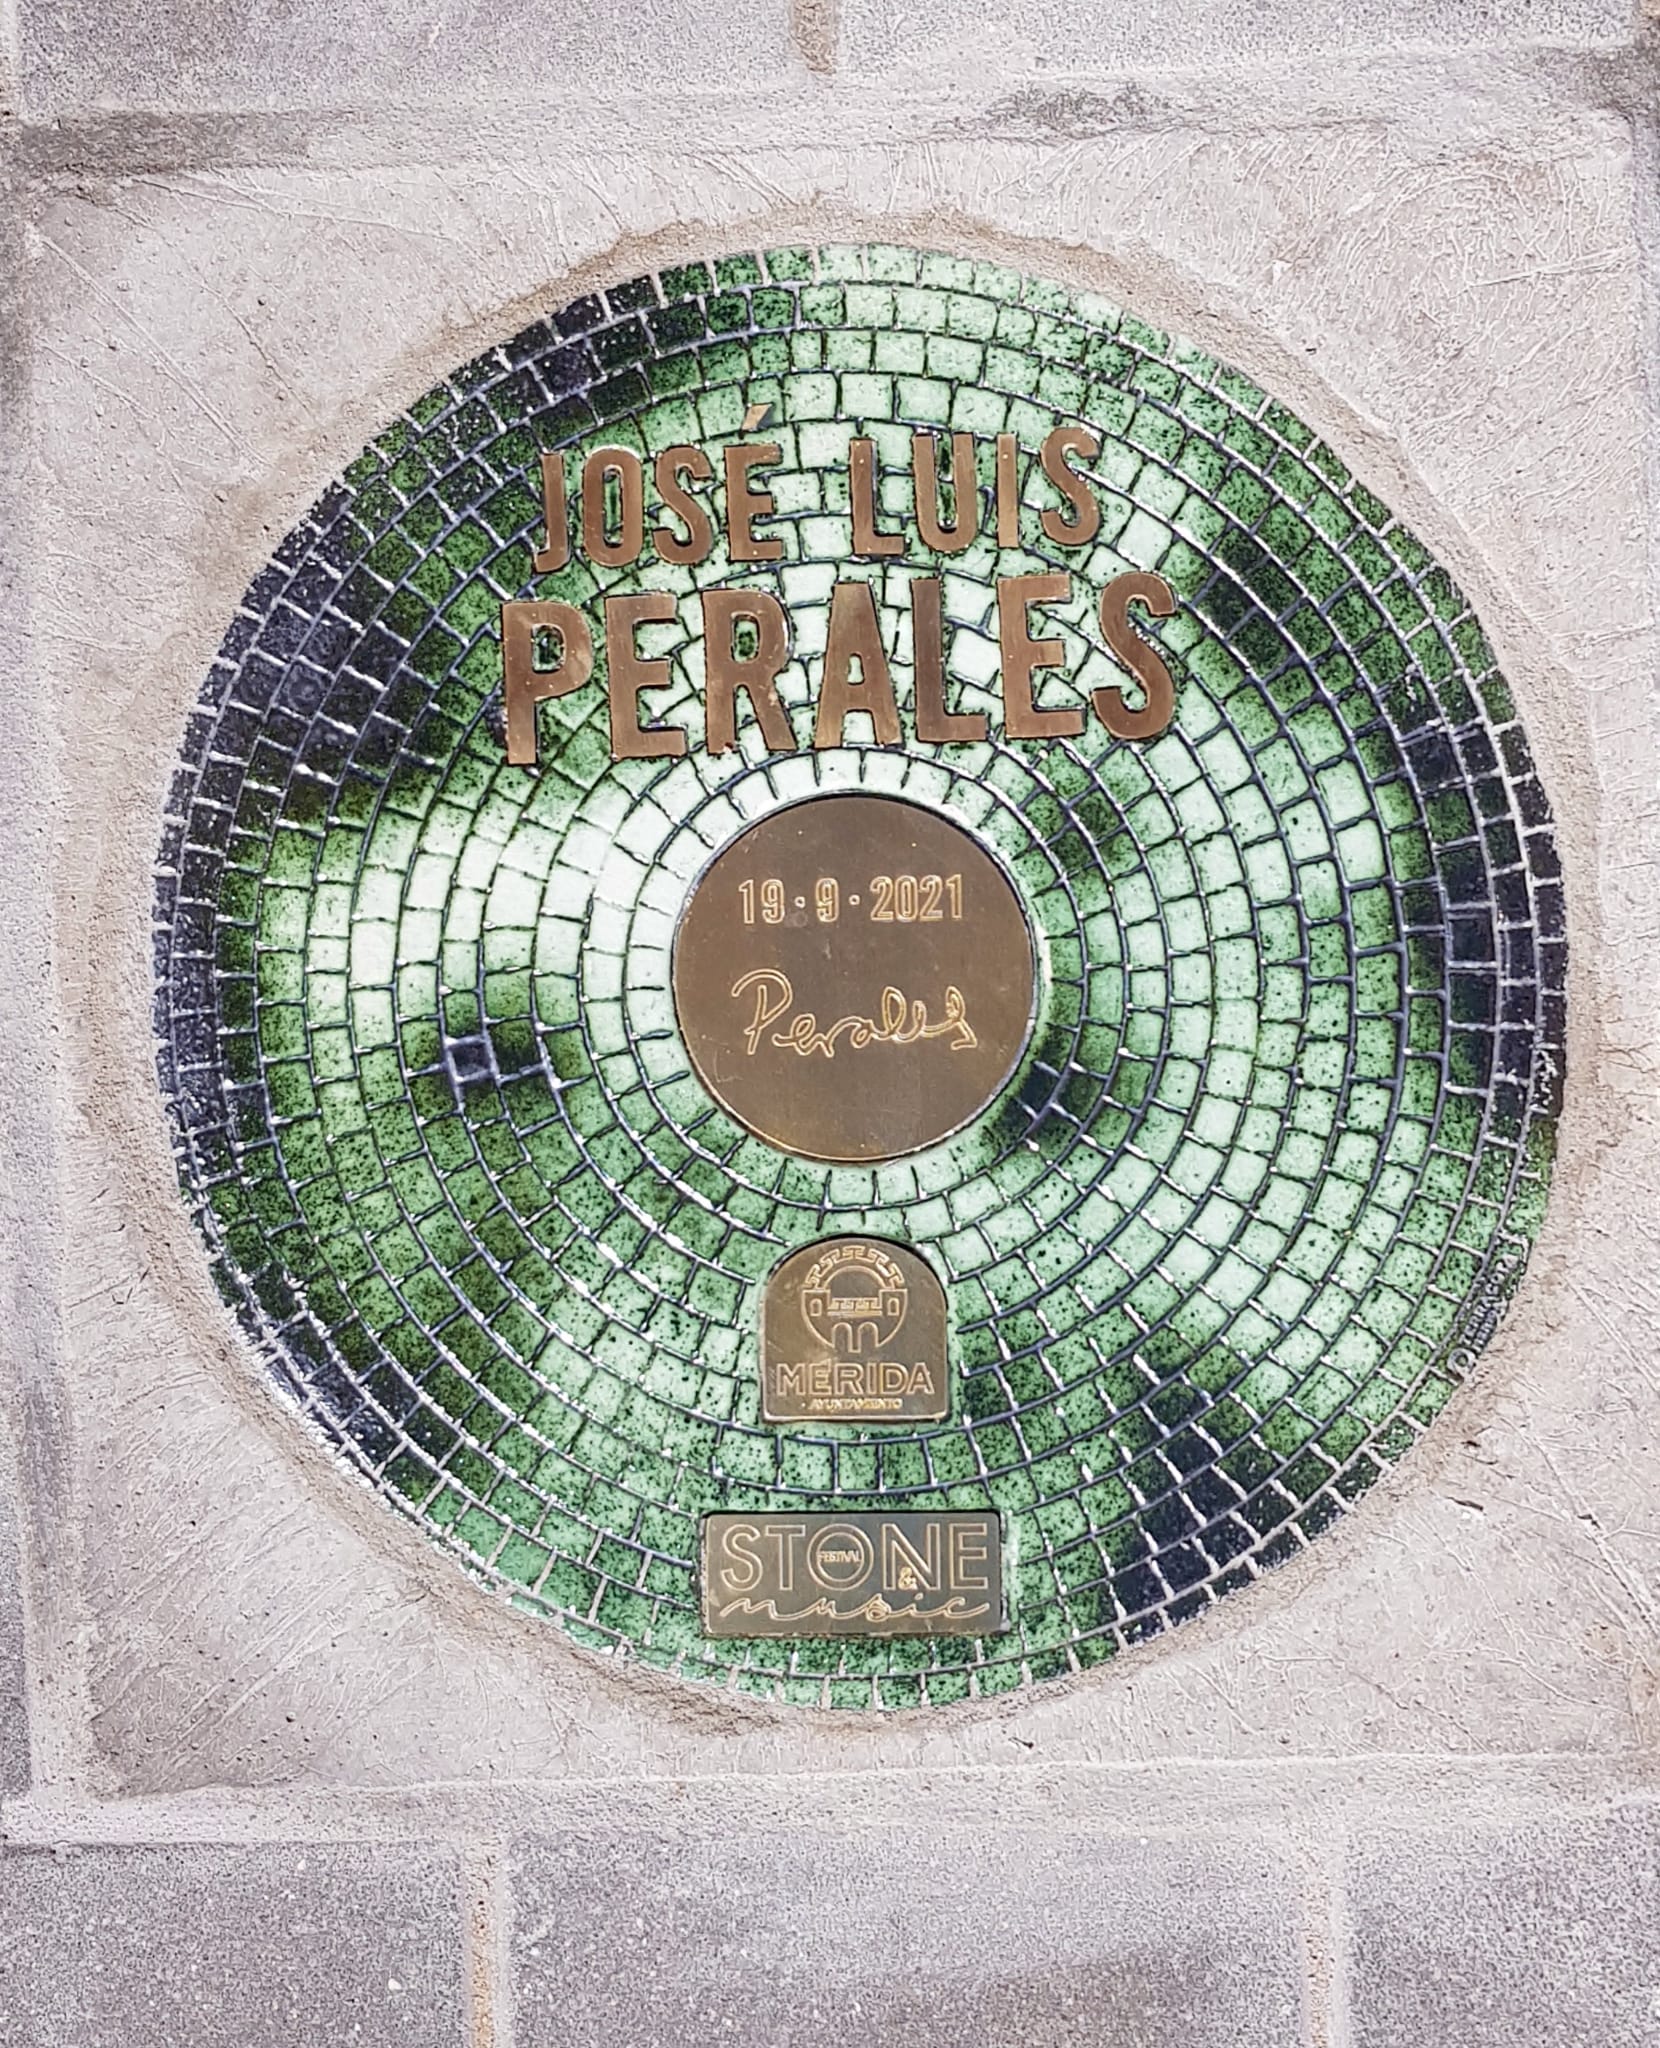 JOSÉ LUIS
PERALES
19·9·2021
Perales
MÉRIDA
AYUNTAMIENTO
STONE
FESTIVAL
&
music